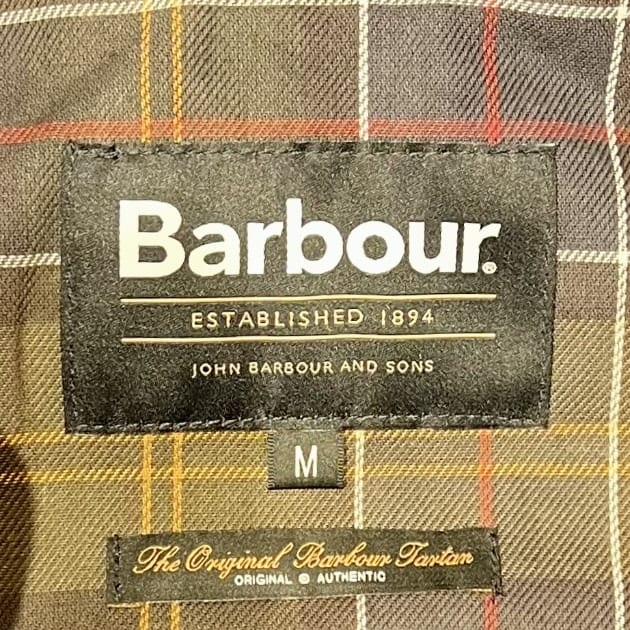 Barbour®
ESTABLISHED 1894
JOHN BARBOUR AND SONS
M
The Original Barbour Tartan
ORIGINAL & AUTHENTIC